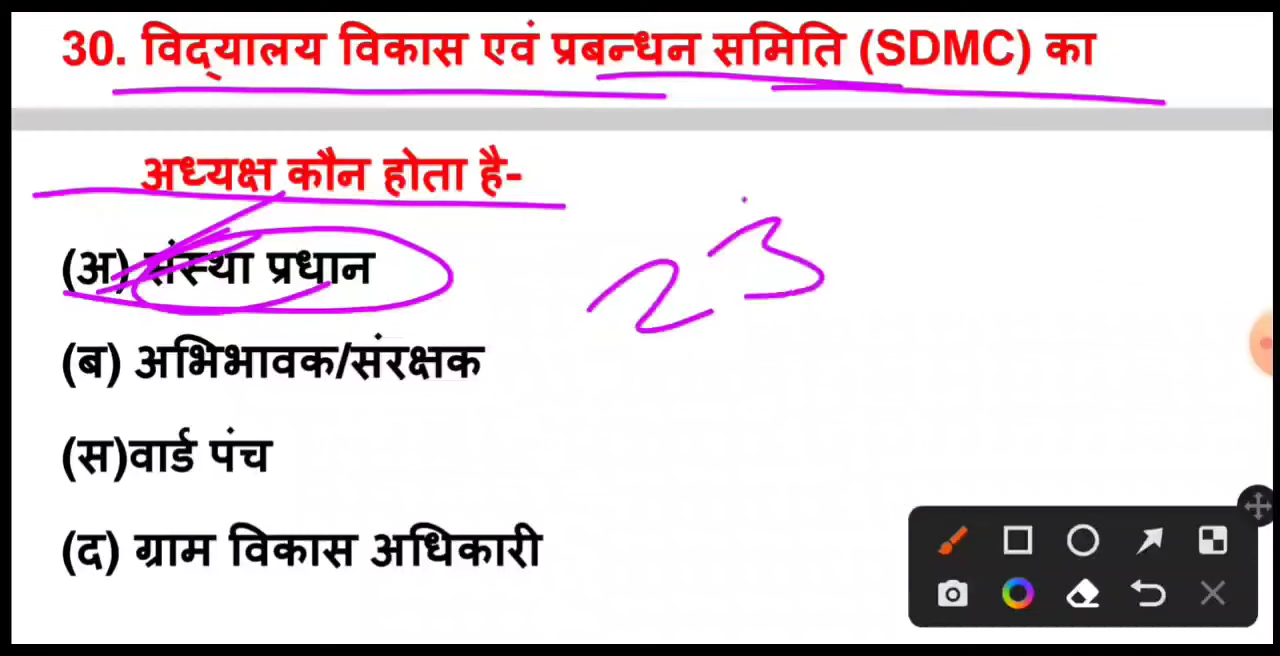 30. विद्यालय विकास एवं प्रबन्धन समिति (SDMC) का
अध्यक्ष कौन होता है-
(अ) संस्था प्रधान
23
(ब) अभिभावक/संरक्षक
(स)वार्ड पंच
(द) ग्राम विकास अधिकारी